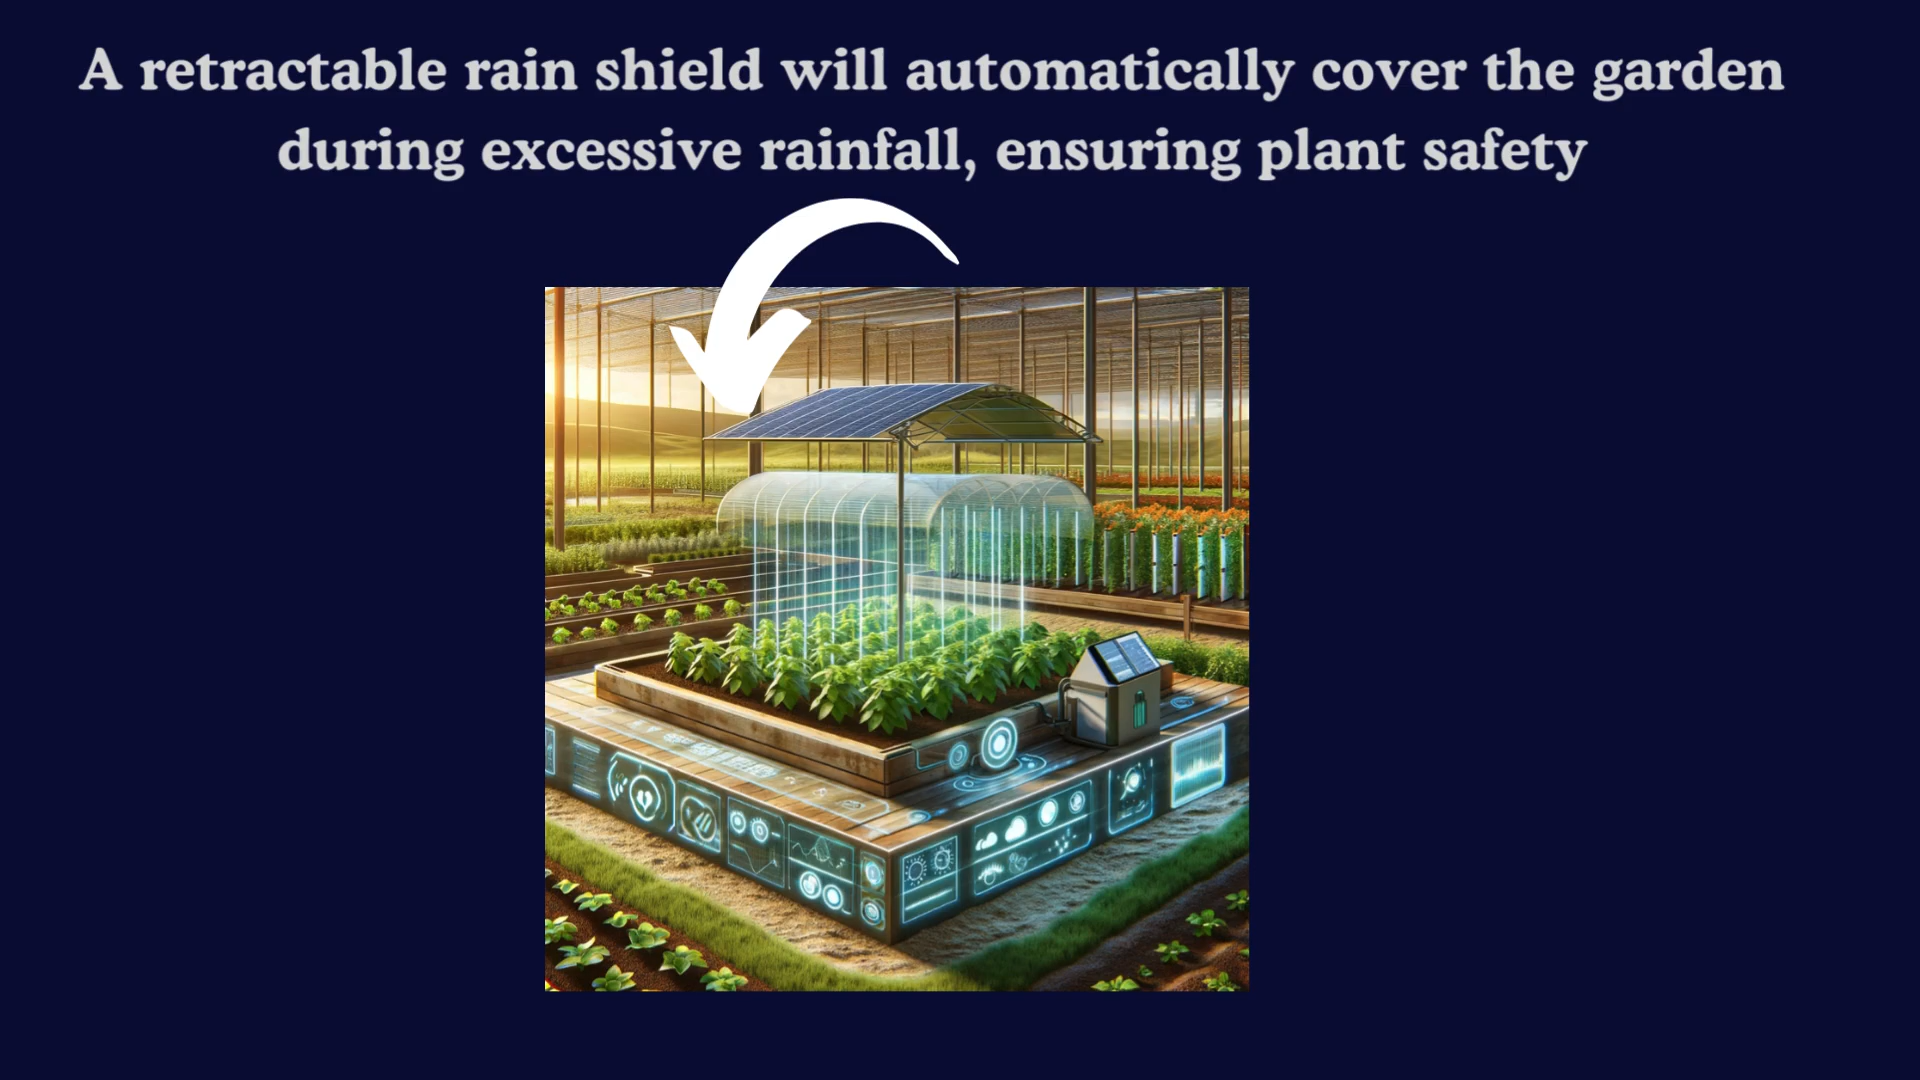 A retractable rain shield will automatically cover the garden
during excessive rainfall, ensuring plant safety